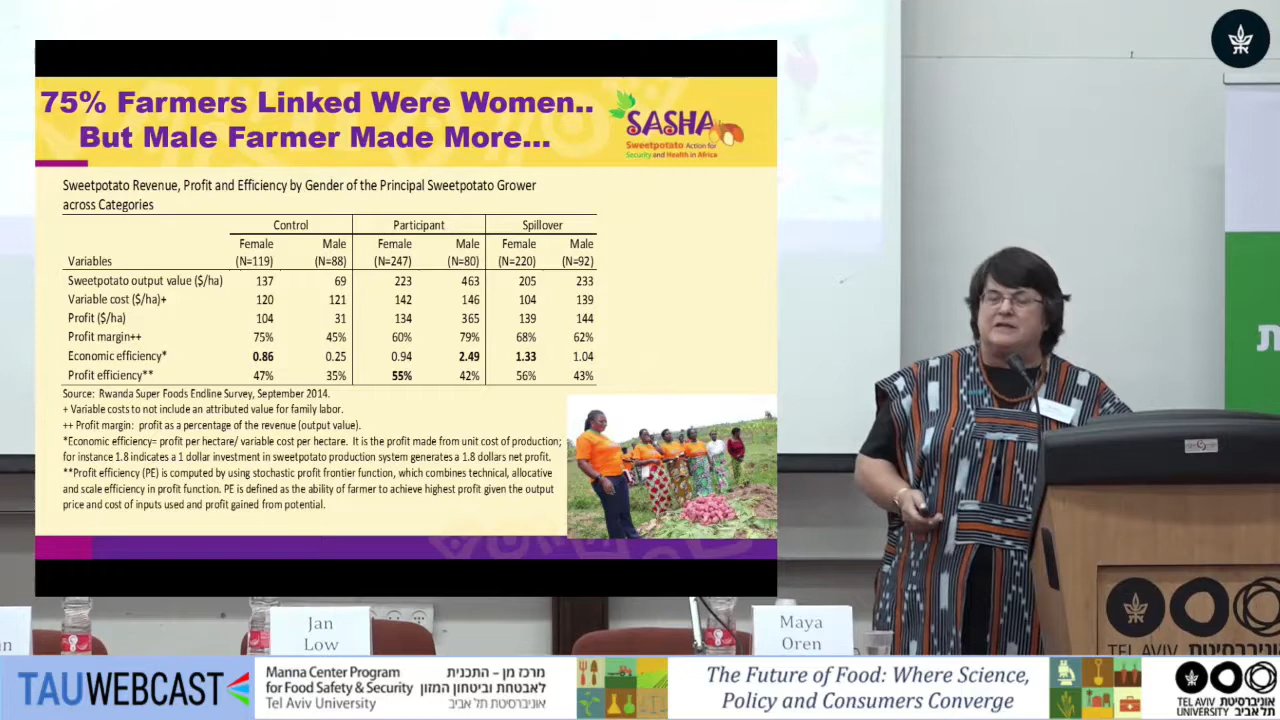 75% Farmers Linked Were Women..
But Male Farmer Made More...
SASHA
Sweetpotato Action for
Security and Health in Africa
Sweetpotato Revenue, Profit and Efficiency by Gender of the Principal Sweetpotato Grower
across Categories
Control Participant Spillover
Female Male Female Male Female Male
Variables (N=119) (N=88) (N=247) (N=80) (N=220) (N=92)
Sweetpotato output value ($/ha) 137 69 223 463 205 233
Variable cost ($/ha)+ 120 121 142 146 104 139
Profit ($/ha) 104 31 134 365 139 144
Profit margin++ 75% 45% 60% 79% 68% 62%
Economic efficiency* 0.86 0.25 0.94 2.49 1.33 1.04
Profit efficiency** 47% 35% 55% 42% 56% 43%
Source: Rwanda Super Foods Endline Survey, September 2014.
+ Variable costs to not include an attributed value for family labor.
++ Profit margin: profit as a percentage of the revenue (output value).
*Economic efficiency= profit per hectare/ variable cost per hectare. It is the profit made from unit cost of production;
for instance 1.8 indicates a 1 dollar investment in sweetpotato production system generates a 1.8 dollars net profit.
**Profit efficiency (PE) is computed by using stochastic profit frontier function, which combines technical, allocative
and scale efficiency in profit function. PE is defined as the ability of farmer to achieve highest profit given the output
price and cost of inputs used and profit gained from potential.
ת
Jan
Low
Maya
Oren
TEL AVIV אוניברסיטת
TAUWEBCAST
Manna Center Program
for Food Safety & Security
Tel Aviv University
מרכז מן - התכנית
לאבטחת וביטחון המזון
אוניברסיטת תל אביב
The Future of Food: Where Science,
Policy and Consumers Converge
TEL AVIV אוניברסיטת
UNIVERSITY תל אביב